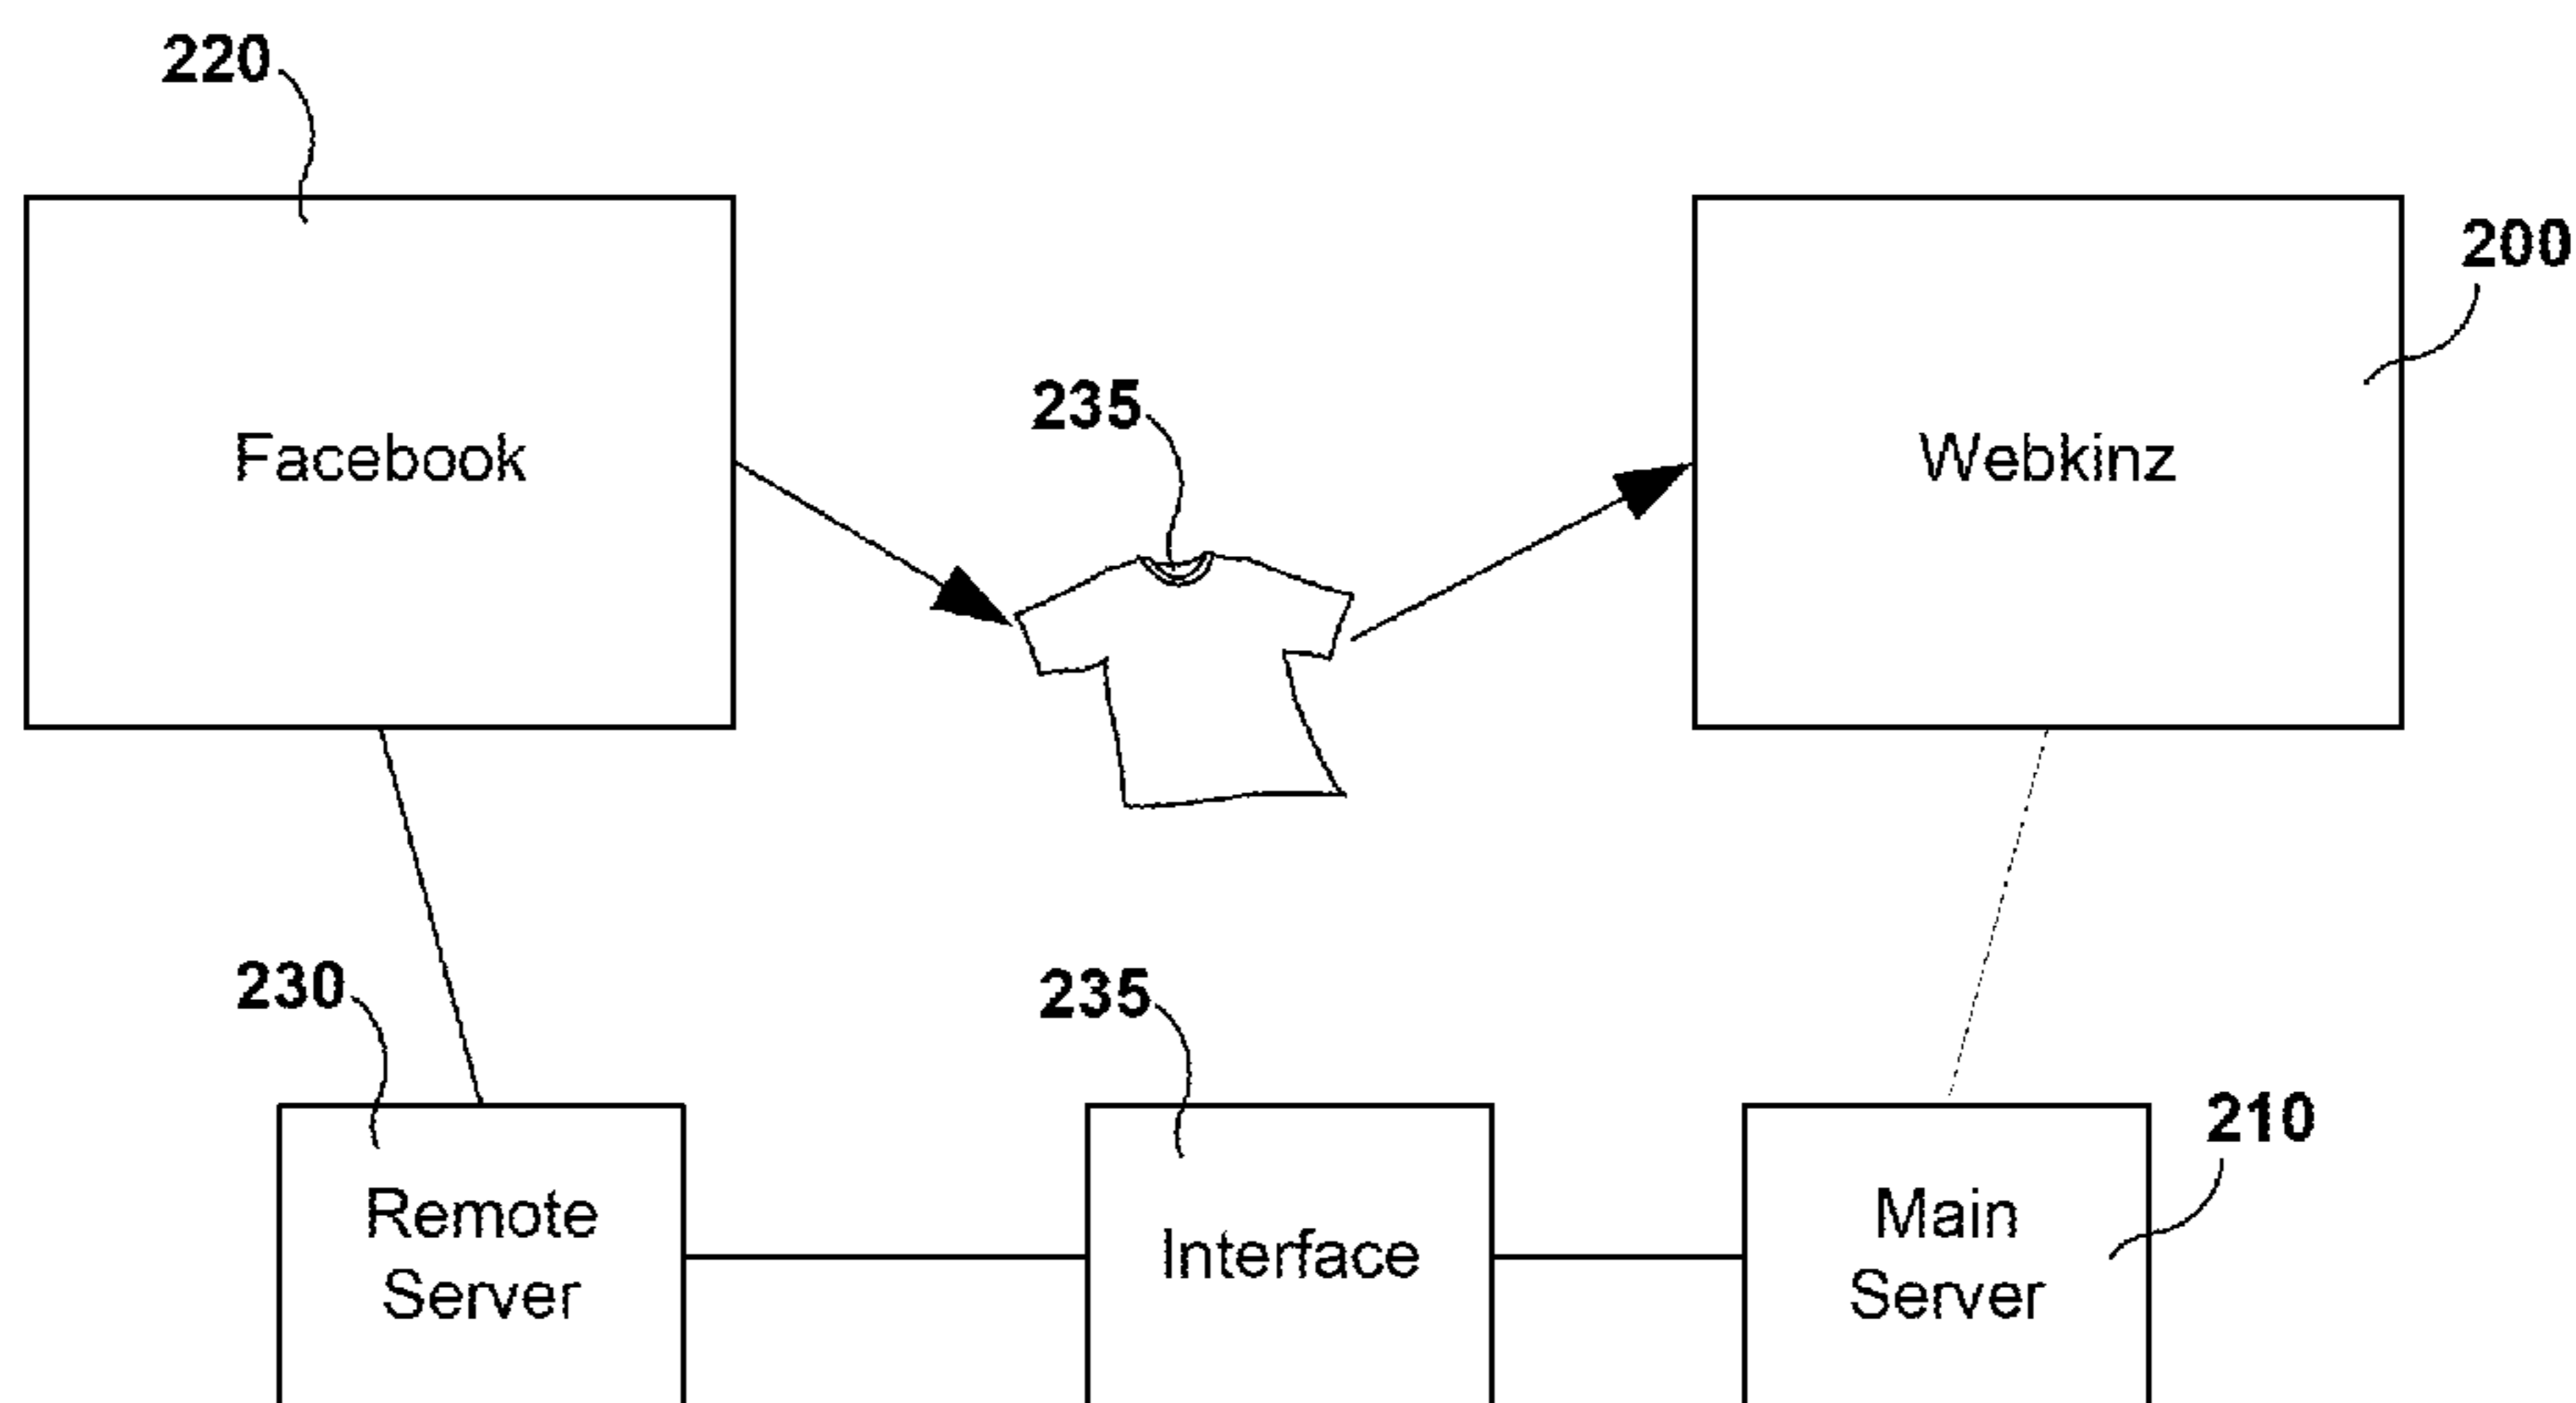 220
200
235
Facebook
Webkinz
230
235
210
Remote
Server
Interface
Main
Server